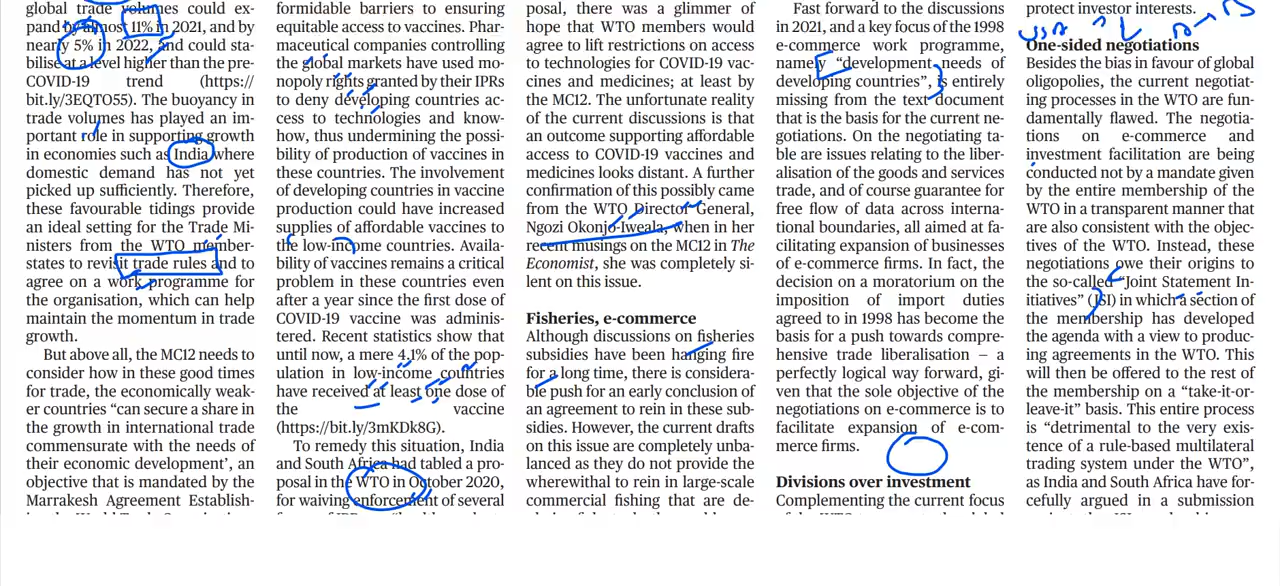 global trade volumes could ex-
pand by almost 11% in 2021, and by
nearly 5% in 2022, and could sta-
bilise at a level higher than the pre-
COVID-19 trend (https://
bit.ly/3EQTO55). The buoyancy in
trade volumes has played an im-
portant role in supporting growth
in economies such as India where
domestic demand has not yet
picked up sufficiently. Therefore,
these favourable tidings provide
an ideal setting for the Trade Mi-
nisters from the WTO member-
states to revisit trade rules and to
agree on a work programme for
the organisation, which can help
maintain the momentum in trade
growth.
But above all, the MC12 needs to
consider how in these good times
for trade, the economically weak-
er countries “can secure a share in
the growth in international trade
commensurate with the needs of
their economic development’, an
objective that is mandated by the
Marrakesh Agreement Establish-
formidable barriers to ensuring
equitable access to vaccines. Phar-
maceutical companies controlling
the global markets have used mo-
nopoly rights granted by their IPRs
to deny developing countries ac-
cess to technologies and know-
how, thus undermining the possi-
bility of production of vaccines in
these countries. The involvement
of developing countries in vaccine
production could have increased
supplies of affordable vaccines to
the low-income countries. Availa-
bility of vaccines remains a critical
problem in these countries even
after a year since the first dose of
COVID-19 vaccine was adminis-
tered. Recent statistics show that
until now, a mere 4.1% of the pop-
ulation in low-income countries
have received at least one dose of
the vaccine
(https://bit.ly/3mKDk8G).
To remedy this situation, India
and South Africa had tabled a pro-
posal in the WTO in October 2020,
for waiving enforcement of several
posal, there was a glimmer of
hope that WTO members would
agree to lift restrictions on access
to technologies for COVID-19 vac-
cines and medicines; at least by
the MC12. The unfortunate reality
of the current discussions is that
an outcome supporting affordable
access to COVID-19 vaccines and
medicines looks distant. A further
confirmation of this possibly came
from the WTO Director General,
Ngozi Okonjo-Iweala, when in her
recent musings on the MC12 in The
Economist, she was completely si-
lent on this issue.
Fisheries, e-commerce
Although discussions on fisheries
subsidies have been hanging fire
for a long time, there is considera-
ble push for an early conclusion of
an agreement to rein in these sub-
sidies. However, the current drafts
on this issue are completely unba-
lanced as they do not provide the
wherewithal to rein in large-scale
commercial fishing that are de-
Fast forward to the discussions
in 2021, and a key focus of the 1998
e-commerce work programme,
namely “development needs of
developing countries”, is entirely
missing from the text document
that is the basis for the current ne-
gotiations. On the negotiating ta-
ble are issues relating to the liber-
alisation of the goods and services
trade, and of course guarantee for
free flow of data across interna-
tional boundaries, all aimed at fa-
cilitating expansion of businesses
of e-commerce firms. In fact, the
decision on a moratorium on the
imposition of import duties
agreed to in 1998 has become the
basis for a push towards compre-
hensive trade liberalisation – a
perfectly logical way forward, gi-
ven that the sole objective of the
negotiations on e-commerce is to
facilitate expansion of e-com-
merce firms.
Divisions over investment
Complementing the current focus
protect investor interests.
One-sided negotiations
Besides the bias in favour of global
oligopolies, the current negotiat-
ing processes in the WTO are fun-
damentally flawed. The negotia-
tions on e-commerce and
investment facilitation are being
conducted not by a mandate given
by the entire membership of the
WTO in a transparent manner that
are also consistent with the objec-
tives of the WTO. Instead, these
negotiations owe their origins to
the so-called “Joint Statement In-
itiatives” (JSI) in which a section of
the membership has developed
the agenda with a view to produc-
ing agreements in the WTO. This
will then be offered to the rest of
the membership on a “take-it-or-
leave-it” basis. This entire process
is “detrimental to the very exis-
tence of a rule-based multilateral
trading system under the WTO”,
as India and South Africa have for-
cefully argued in a submission